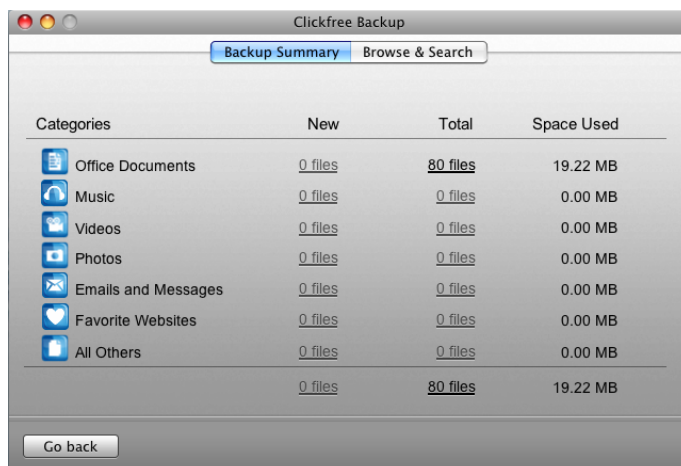 Clickfree Backup
Backup Summary Browse & Search
Categories New Total Space Used
Office Documents 0 files 80 files 19.22 MB
Music 0 files 0 files 0.00 MB
Videos 0 files 0 files 0.00 MB
Photos 0 files 0 files 0.00 MB
Emails and Messages 0 files 0 files 0.00 MB
Favorite Websites 0 files 0 files 0.00 MB
All Others 0 files 0 files 0.00 MB
0 files 80 files 19.22 MB
Go back